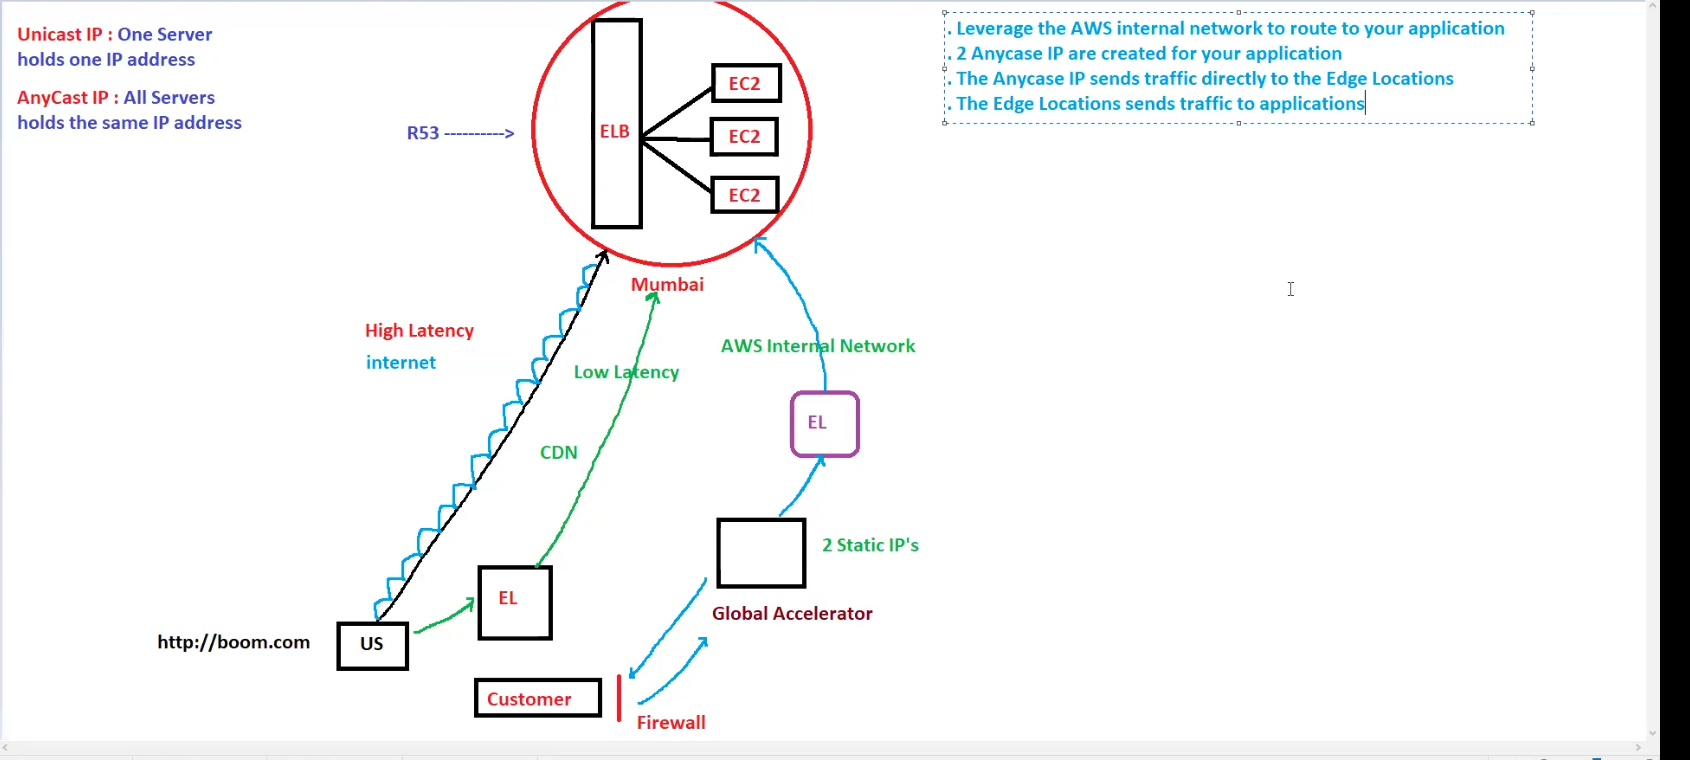 Unicast IP : One Server
holds one IP address
AnyCast IP : All Servers
holds the same IP address
R53 ---------->
ELB
EC2
EC2
EC2
Mumbai
. Leverage the AWS internal network to route to your application
. 2 Anycase IP are created for your application
. The Anycase IP sends traffic directly to the Edge Locations
. The Edge Locations sends traffic to applications
High Latency
internet
AWS Internal Network
Low Latency
EL
CDN
2 Static IP's
EL
Global Accelerator
http://boom.com
US
Customer
Firewall